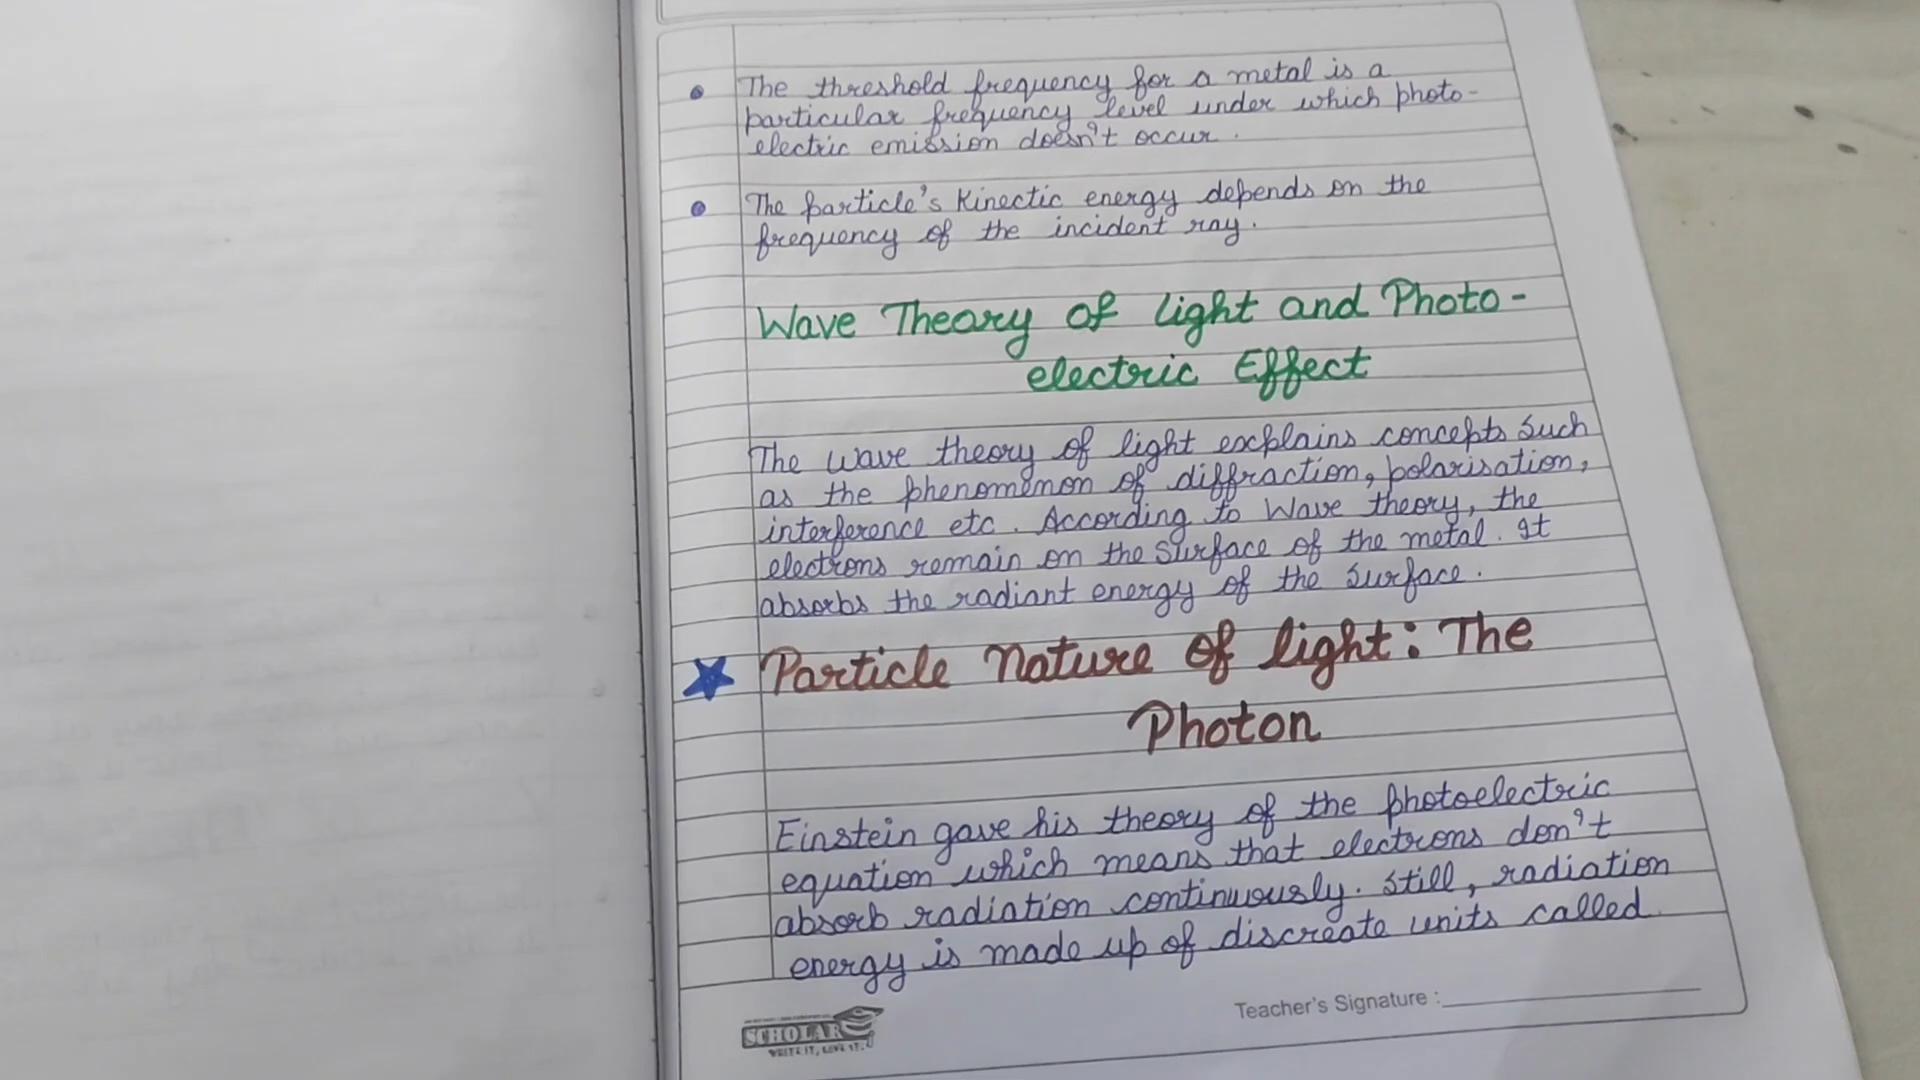 The threshold frequency for a metal is a
particular frequency level under which photo-
electric emission doesn't occur.
The particle's Kinectic energy depends on the
frequency of the incident ray.
Wave Theory of light and Photo-
electric Effect
The wave theory of light explains concepts such
as the phenomenon of diffraction, polarisation,
interference etc. According to Wave theory, the
electrons remain on the surface of the metal. It
absorbs the radiant energy of the surface.
Particle Nature of light: The
Photon
Einstein gave his theory of the photoelectric
equation which means that electrons don't
absorb radiation continuously. Still, radiation
energy is made up of discreate units called
Teacher's Signature :
SCHOLAR
WRITE IT, LIVE IT.